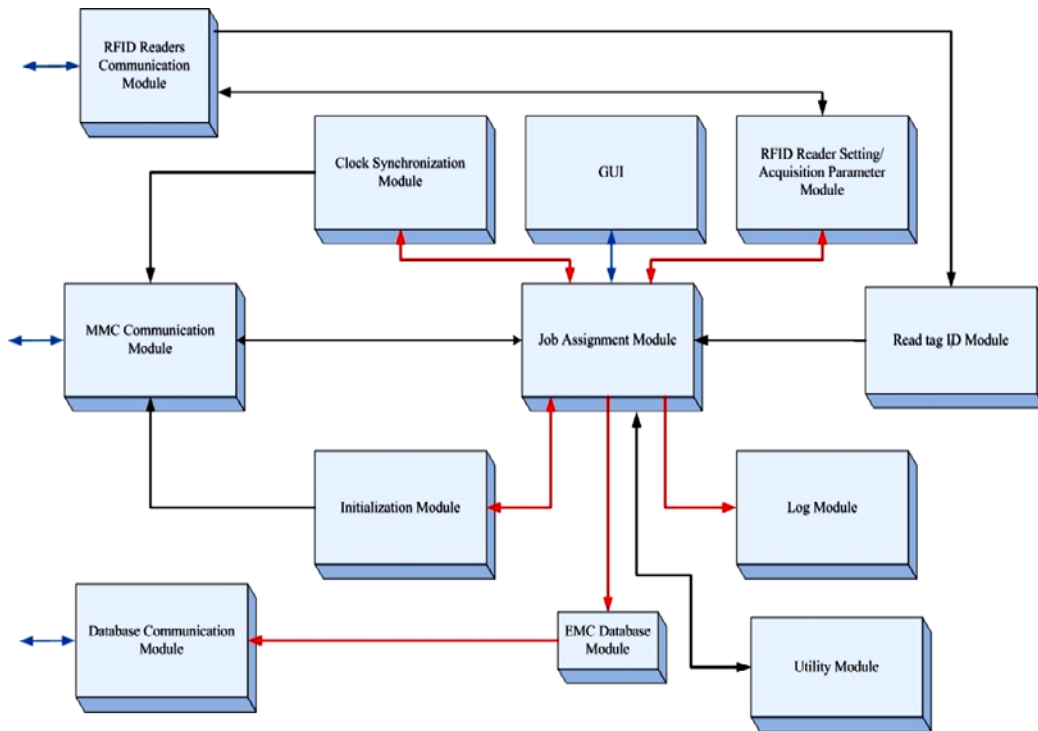 RFID Readers
Communication
Module
Clock Synchronization
Module
GUI
RFID Reader Setting/
Acquisition Parameter
Module
MMC Communication
Module
Job Assignment Module
Read tag ID Module
Initialization Module
Log Module
Database Communication
Module
EMC Database
Module
Utility Module